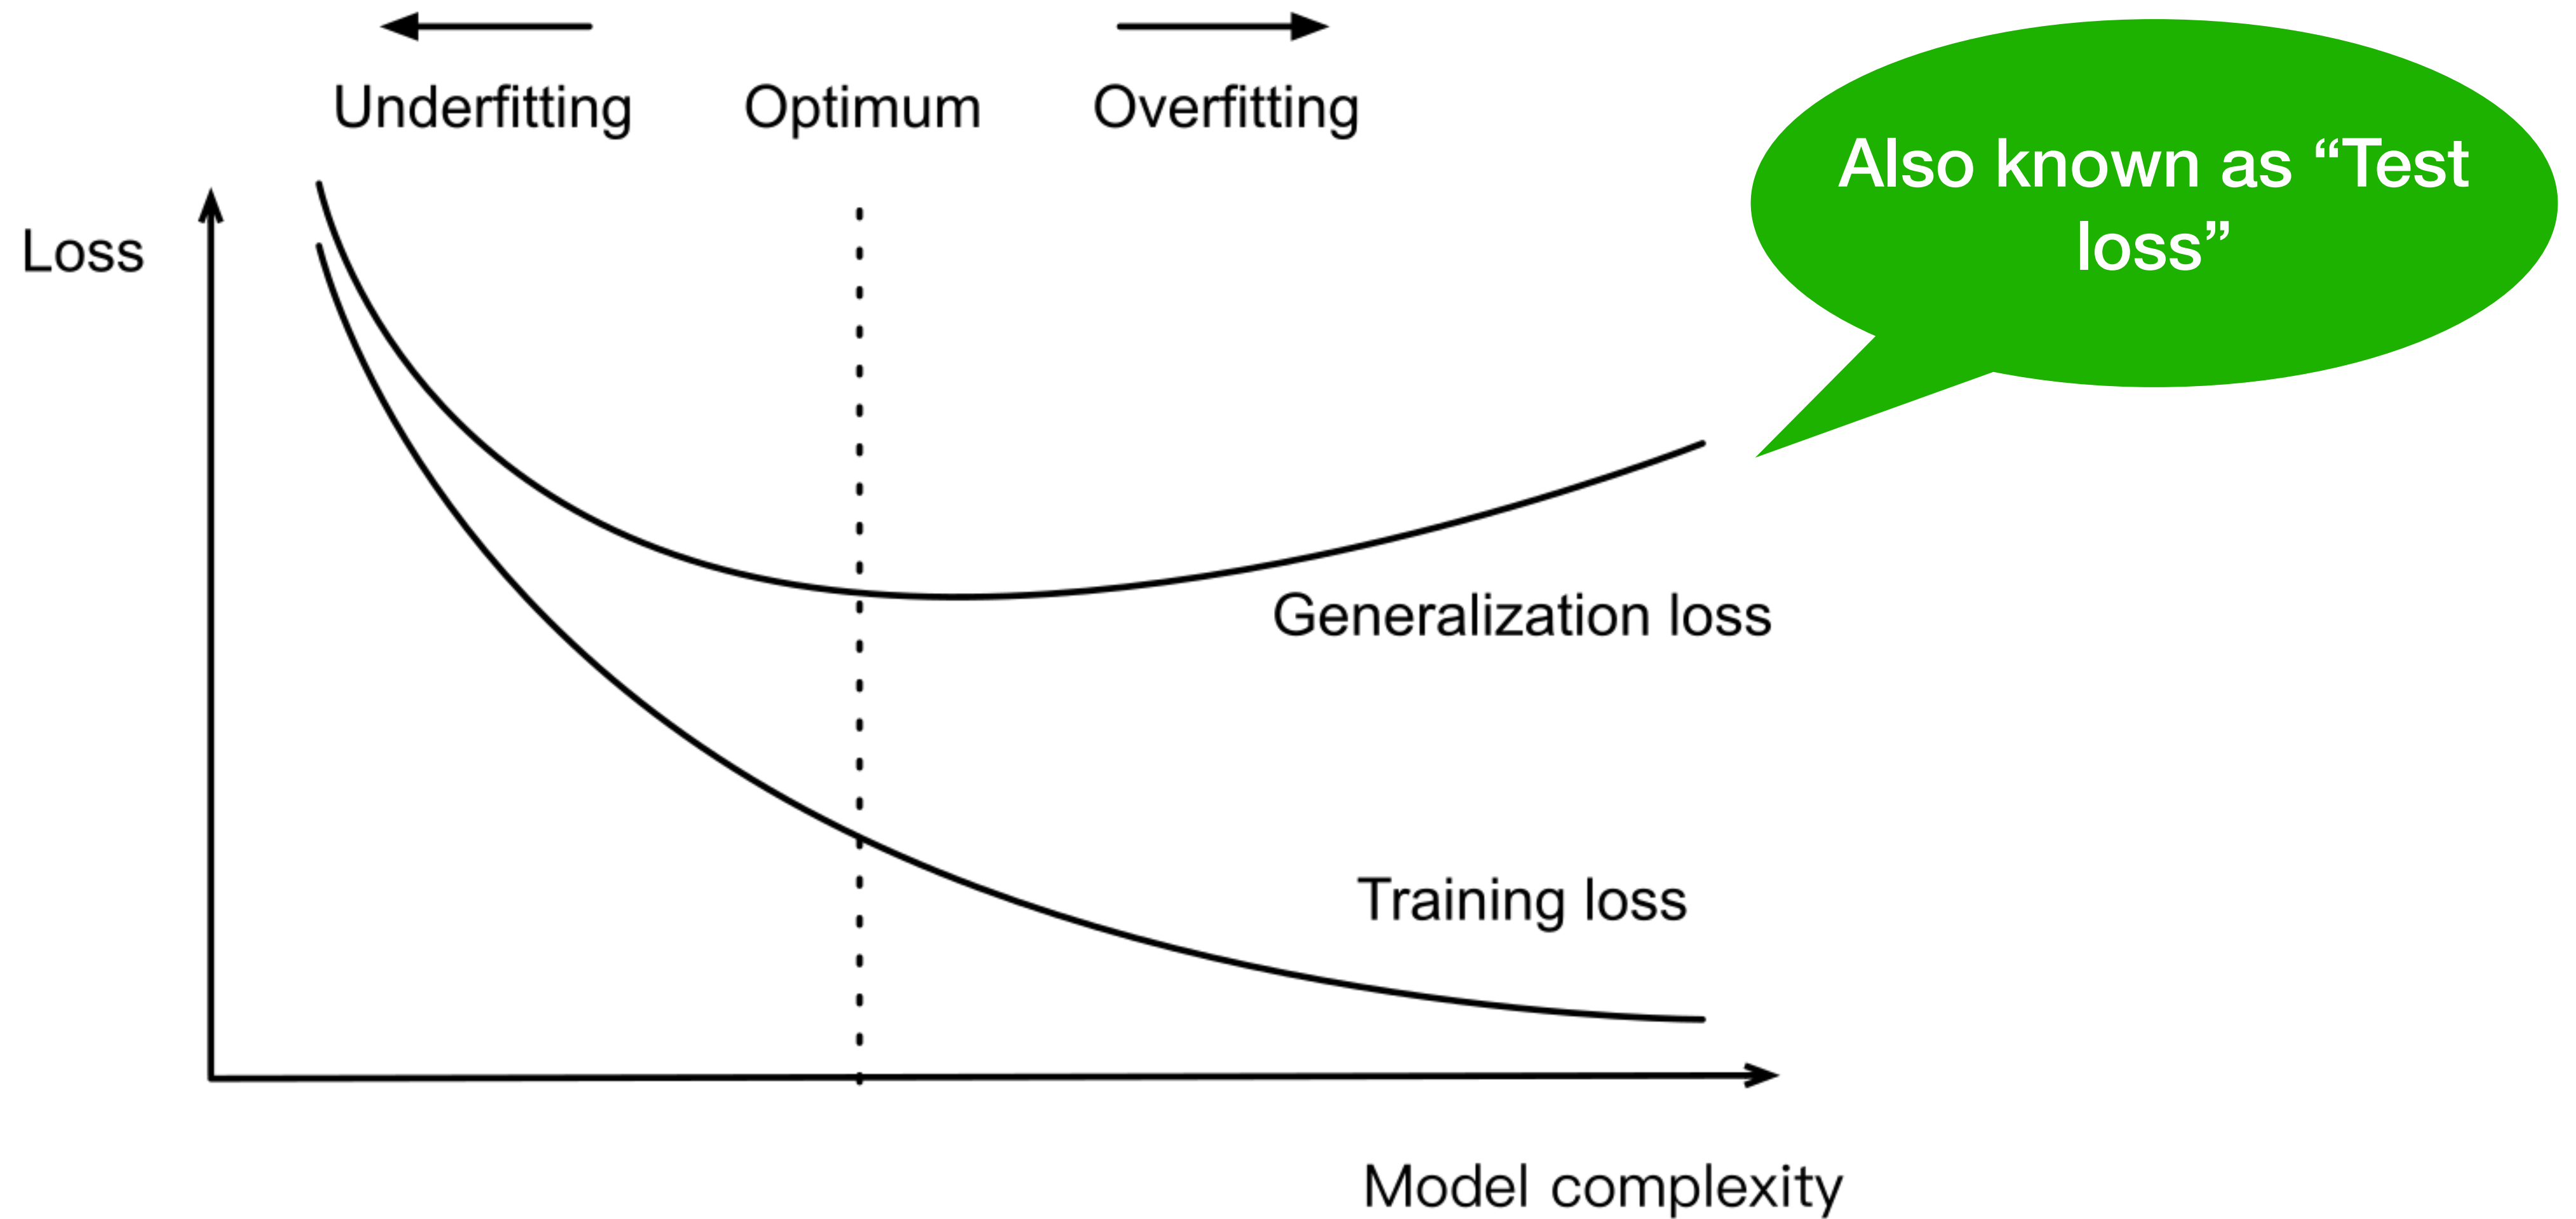 Underfitting Optimum Overfitting
Also known as “Test
loss”
Loss
Generalization loss
Training loss
Model complexity